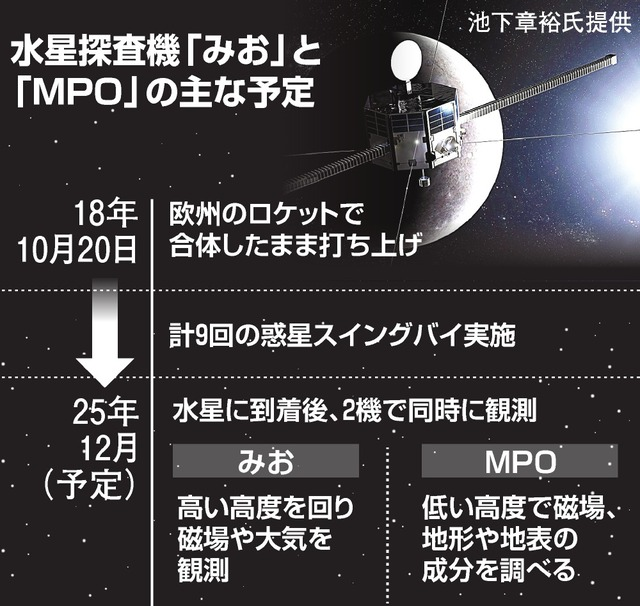 池下章裕氏提供
水星探査機「みお」と
「MPO」の主な予定
18年
10月20日
欧州のロケットで
合体したまま打ち上げ
計9回の惑星スイングバイ実施
25年
12月
(予定)
水星に到着後、2機で同時に観測
みお
高い高度を回り
磁場や大気を
観測
MPO
低い高度で磁場、
地形や地表の
成分を調べる